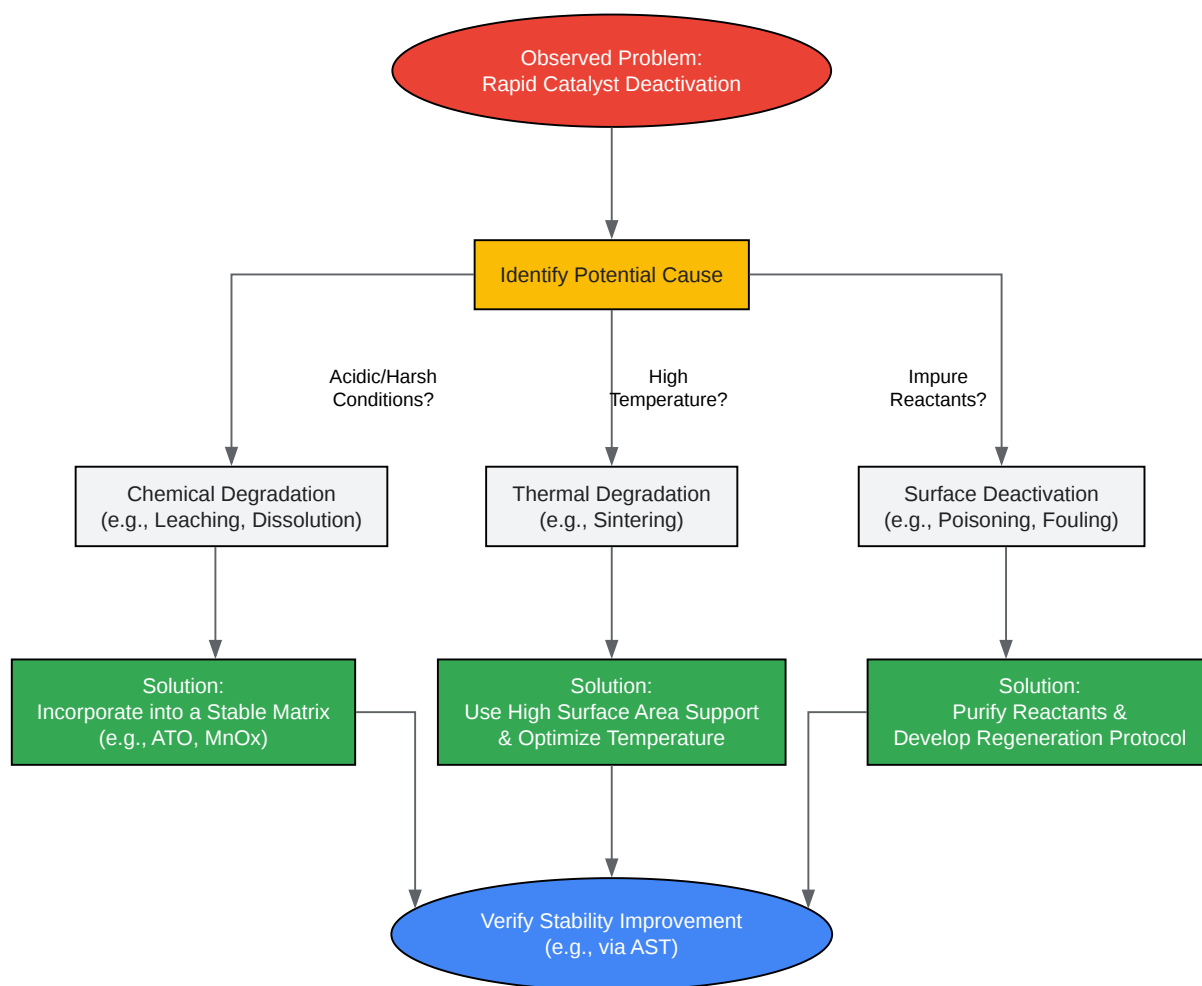 Observed Problem:
Rapid Catalyst Deactivation
Identify Potential Cause
Acidic/Harsh
Conditions?
High
Temperature?
Impure
Reactants?
Chemical Degradation
(e.g., Leaching, Dissolution)
Thermal Degradation
(e.g., Sintering)
Surface Deactivation
(e.g., Poisoning, Fouling)
Solution:
Incorporate into a Stable Matrix
(e.g., ATO, MnOx)
Solution:
Use High Surface Area Support
& Optimize Temperature
Solution:
Purify Reactants &
Develop Regeneration Protocol
Verify Stability Improvement
(e.g., via AST)